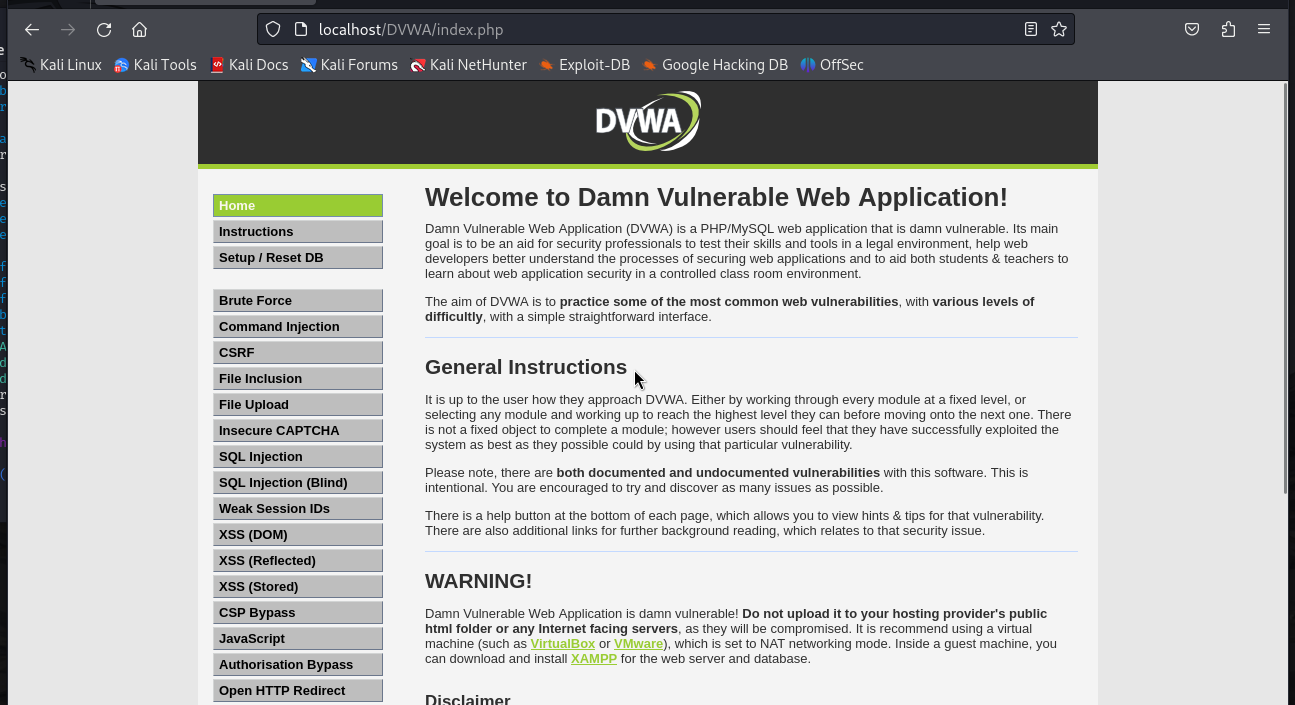 localhost/DVWA/index.php
Kali Linux Kali Tools Kali Docs Kali Forums Kali NetHunter Exploit-DB Google Hacking DB OffSec
DVWA
Home
Instructions
Setup / Reset DB
Brute Force
Command Injection
CSRF
File Inclusion
File Upload
Insecure CAPTCHA
SQL Injection
SQL Injection (Blind)
Weak Session IDs
XSS (DOM)
XSS (Reflected)
XSS (Stored)
CSP Bypass
JavaScript
Authorisation Bypass
Open HTTP Redirect
Welcome to Damn Vulnerable Web Application!
Damn Vulnerable Web Application (DVWA) is a PHP/MySQL web application that is damn vulnerable. Its main
goal is to be an aid for security professionals to test their skills and tools in a legal environment, help web
developers better understand the processes of securing web applications and to aid both students & teachers to
learn about web application security in a controlled class room environment.
The aim of DVWA is to practice some of the most common web vulnerabilities, with various levels of
difficultly, with a simple straightforward interface.
General Instructions
It is up to the user how they approach DVWA. Either by working through every module at a fixed level, or
selecting any module and working up to reach the highest level they can before moving onto the next one. There
is not a fixed object to complete a module; however users should feel that they have successfully exploited the
system as best as they possible could by using that particular vulnerability.
Please note, there are both documented and undocumented vulnerabilities with this software. This is
intentional. You are encouraged to try and discover as many issues as possible.
There is a help button at the bottom of each page, which allows you to view hints & tips for that vulnerability.
There are also additional links for further background reading, which relates to that security issue.
WARNING!
Damn Vulnerable Web Application is damn vulnerable! Do not upload it to your hosting provider's public
html folder or any Internet facing servers, as they will be compromised. It is recommend using a virtual
machine (such as VirtualBox or VMware), which is set to NAT networking mode. Inside a guest machine, you
can download and install XAMPP for the web server and database.
Disclaimer